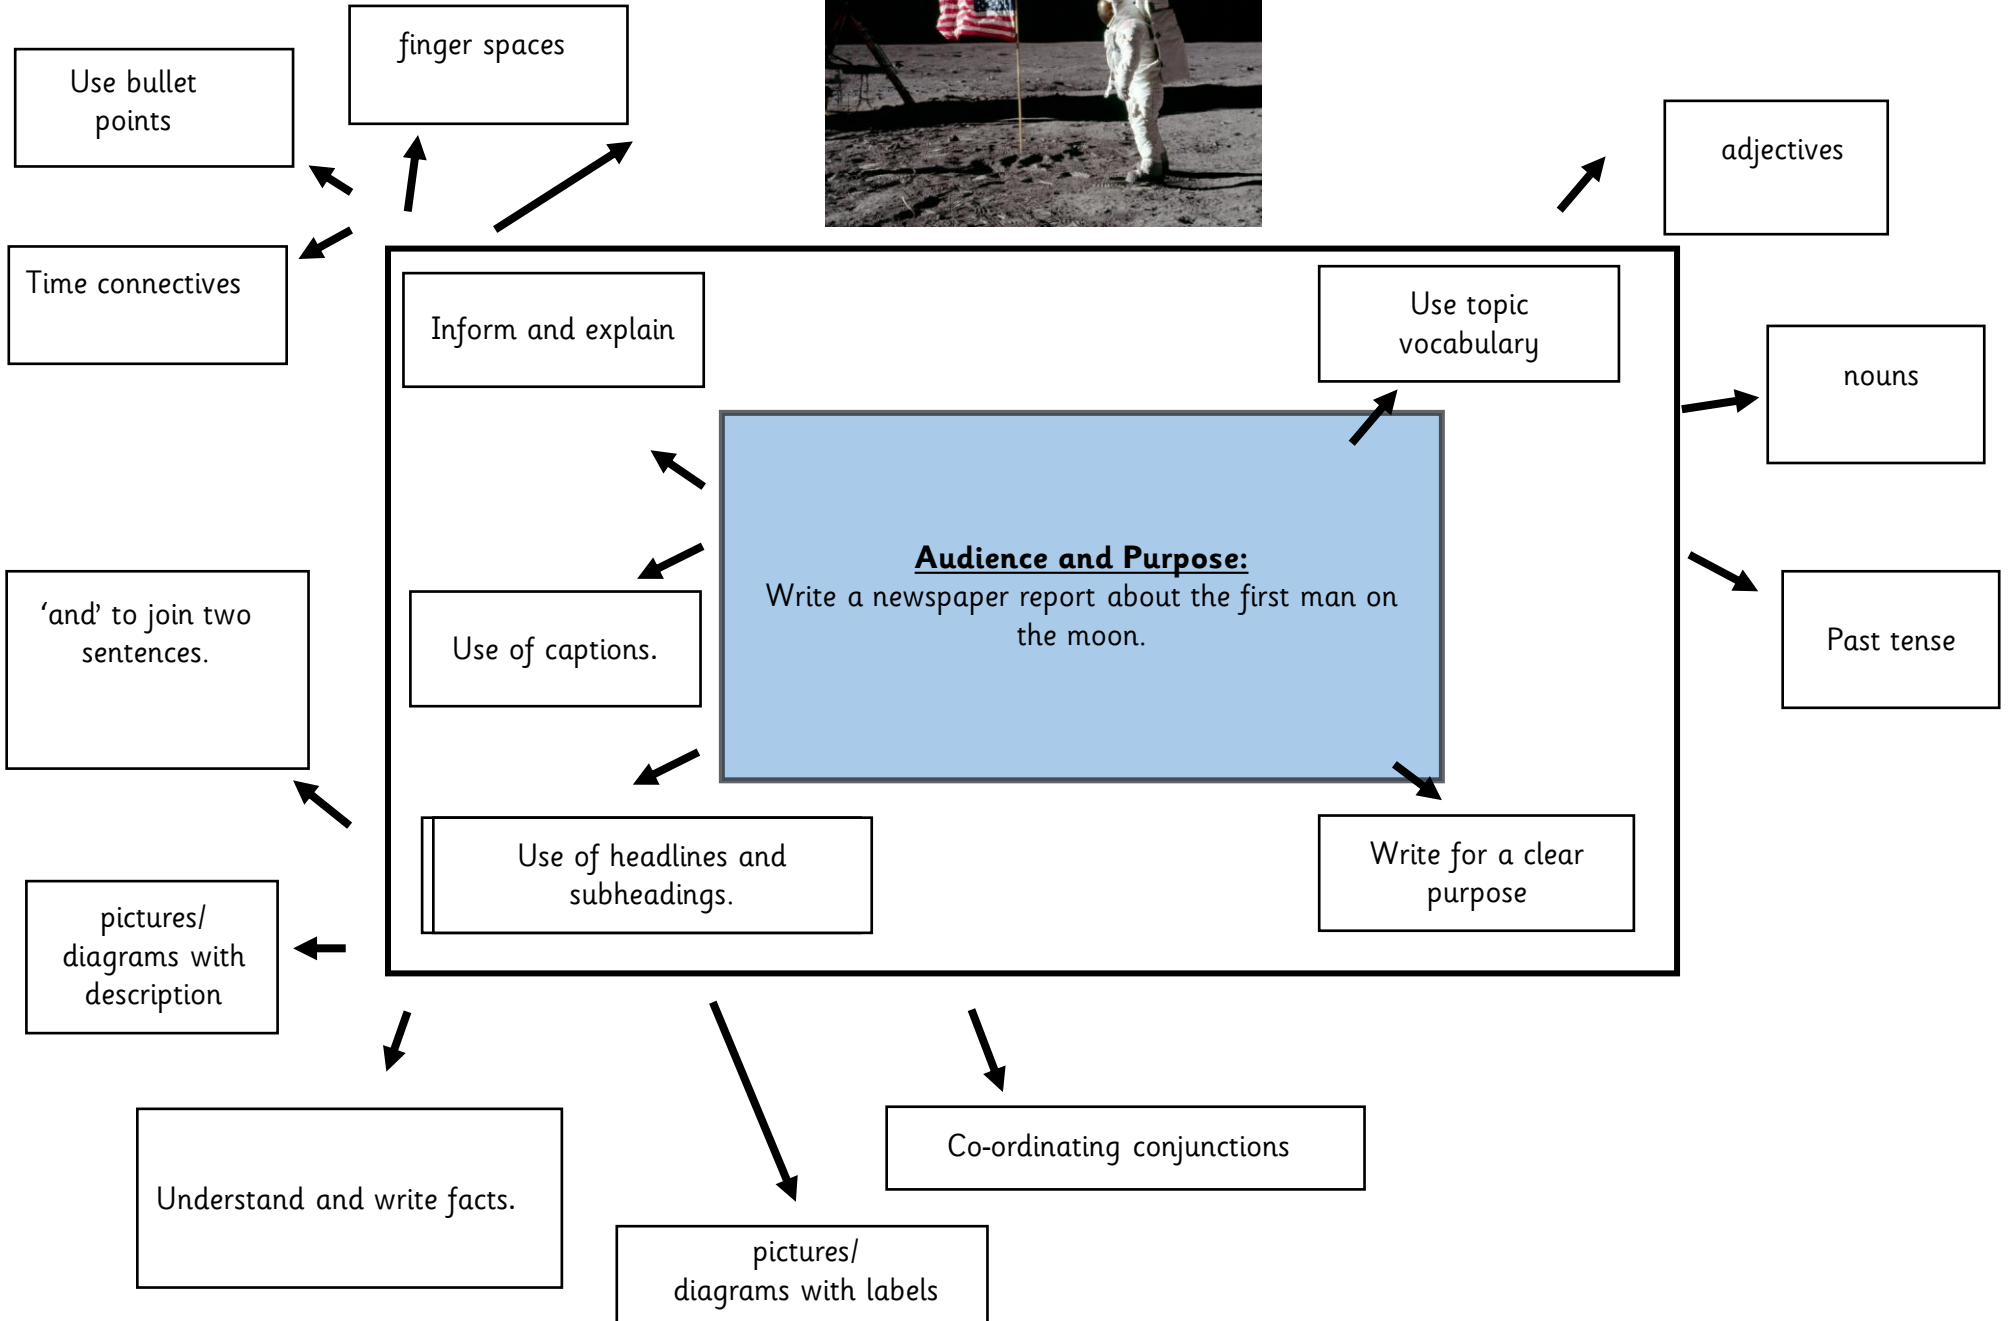 finger spaces
Use bullet
points
adjectives
Time connectives
Inform and explain
Use topic
vocabulary
nouns
Audience and Purpose:
Write a newspaper report about the first man on
the moon.
‘and’ to join two
sentences.
Use of captions.
Past tense
Use of headlines and
subheadings.
Write for a clear
purpose
pictures/
diagrams with
description
Co-ordinating conjunctions
Understand and write facts.
pictures/
diagrams with labels